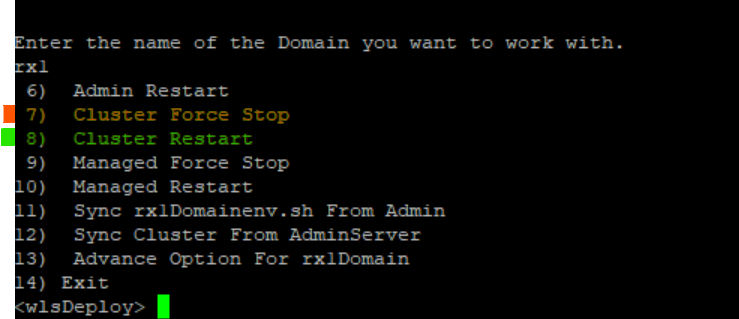 Enter the name of the Domain you want to work with.
rx1
6) Admin Restart
7) Cluster Force Stop
8) Cluster Restart
9) Managed Force Stop
10) Managed Restart
11) Sync rx1Domainenv.sh From Admin
12) Sync Cluster From AdminServer
13) Advance Option For rx1Domain
14) Exit
<wlsDeploy>